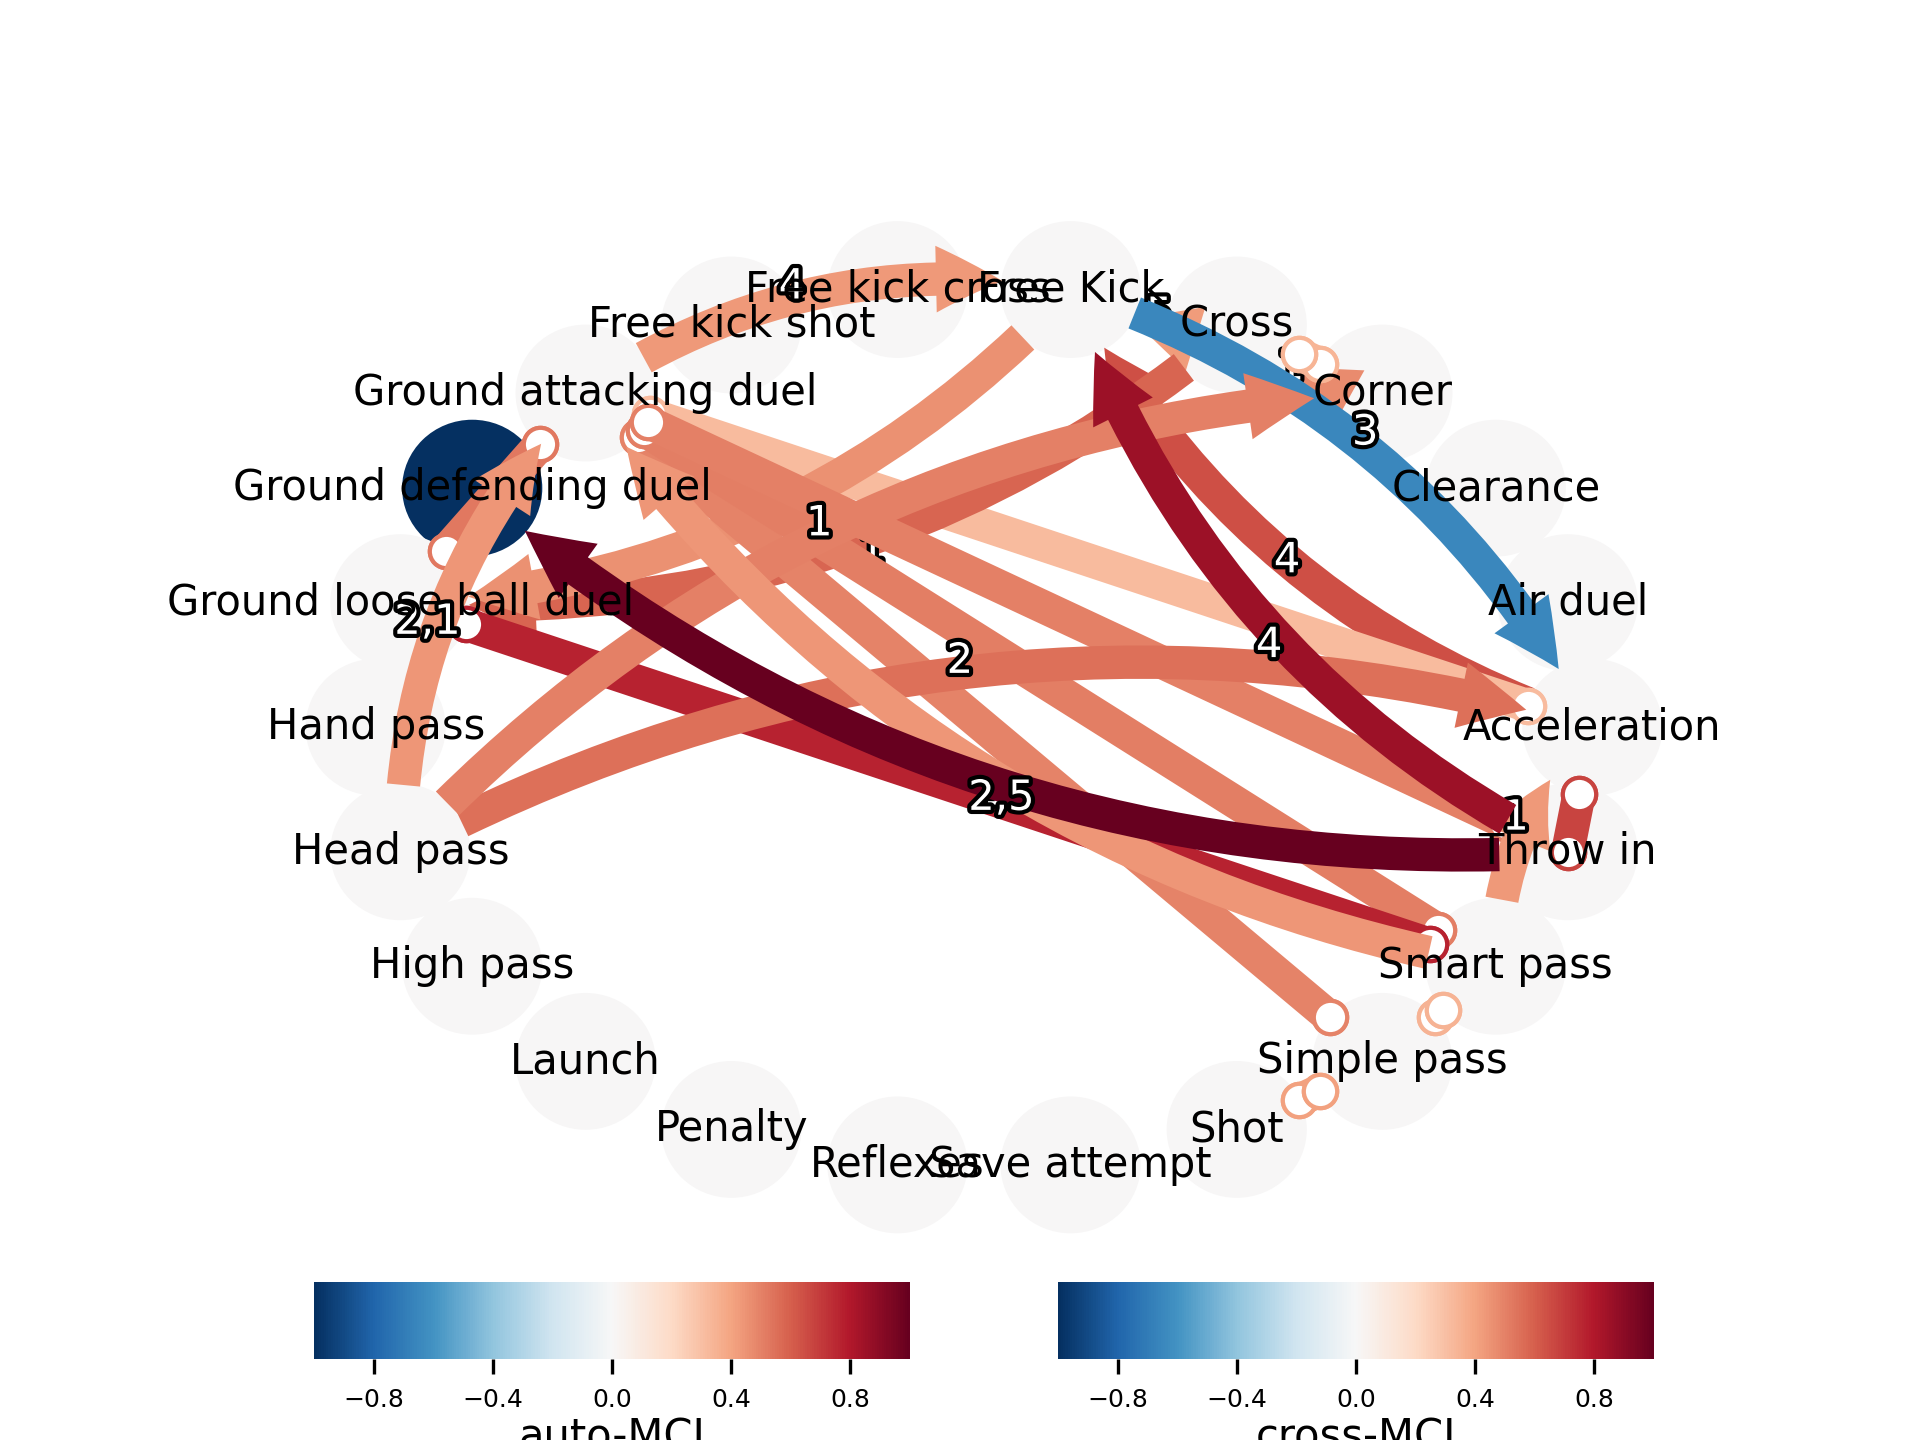 4
Free kick cross
Free Kick
Free kick shot
Cross
Ground attacking duel
Corner
3
Ground defending duel
Clearance
1
4
Ground loose ball duel
Air duel
2,1
4
2
Hand pass
Acceleration
2,5
1
Head pass
Throw in
High pass
Smart pass
Launch
Simple pass
Penalty
Shot
Reflexes
Save attempt
−0.8 −0.4 0.0 0.4 0.8
−0.8 −0.4 0.0 0.4 0.8
auto-MCI
cross-MCI